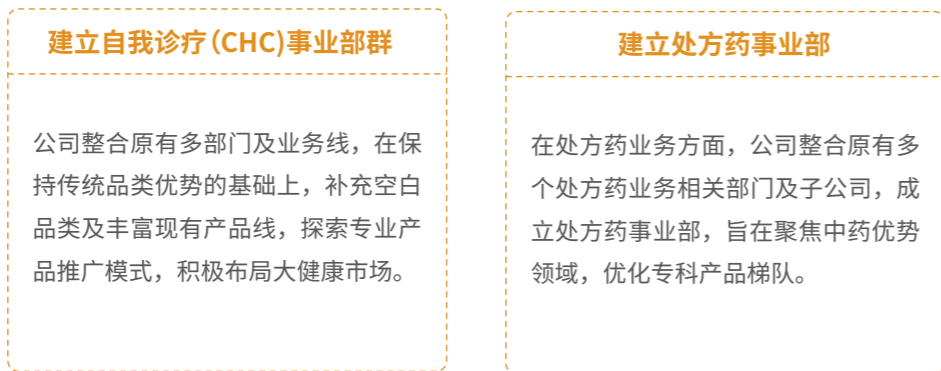 建立自我诊疗（CHC)事业部群
公司整合原有多部门及业务线，在保
持传统品类优势的基础上，补充空白
品类及丰富现有产品线，探索专业产
品推广模式，积极布局大健康市场。
建立处方药事业部
在处方药业务方面，公司整合原有多
个处方药业务相关部门及子公司，成
立处方药事业部，旨在聚焦中药优势
领域，优化专科产品梯队。